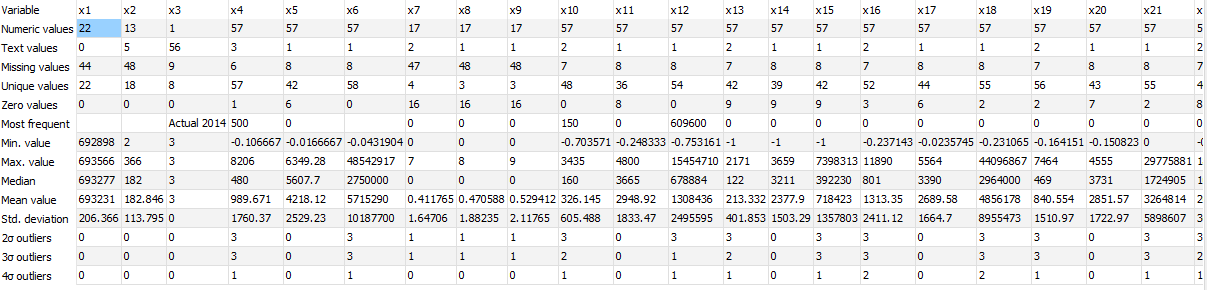 Variable x1 x2 x3 x4 x5 x6 x7 x8 x9 x10 x11 x12 x13 x14 x15 x16 x17 x18 x19 x20 x21 x
Numeric values 22 13 1 57 57 57 17 17 17 57 57 57 57 57 57 57 57 57 57 57 57 5
Text values 0 5 56 3 1 1 2 1 1 2 1 1 2 1 1 2 1 1 2 1 1 2
Missing values 44 48 9 6 8 8 47 48 48 7 8 8 7 8 8 7 8 8 7 8 8 7
Unique values 22 18 8 57 42 58 4 3 3 48 36 54 42 39 42 52 44 55 56 43 55 4
Zero values 0 0 0 1 6 0 16 16 16 0 8 0 9 9 9 3 6 2 2 7 2 8
Most frequent Actual 2014 500 0 0 0 0 150 0 609600 0 0 0 0 0 0 0 0 0 0
Min. value 692898 2 3 -0.106667 -0.0166667 -0.0431904 0 0 0 -0.703571 -0.248333 -0.753161 -1 -1 -1 -0.237143 -0.0235745 -0.231065 -0.164151 -0.150823 0 -0
Max. value 693566 366 3 8206 6349.28 48542917 7 8 9 3435 4800 15454710 2171 3659 7398313 11890 5564 44096867 7464 4555 29775881 1
Median 693277 182 3 480 5607.7 2750000 0 0 0 160 3665 678884 122 3211 392230 801 3390 2964000 469 3731 1724905 1
Mean value 693231 182.846 3 989.671 4218.12 5715290 0.411765 0.470588 0.529412 326.145 2948.92 1308436 213.332 2377.9 718423 1313.35 2689.58 4856178 840.554 2851.57 3264814 2
Std. deviation 206.366 113.795 0 1760.37 2529.23 10187700 1.64706 1.88235 2.11765 605.488 1833.47 2495595 401.853 1503.29 1357803 2411.12 1664.7 8955473 1510.97 1722.97 5898607 3
2σ outliers 0 0 0 3 0 3 1 1 1 3 0 3 3 0 3 3 0 3 3 0 3 3
3σ outliers 0 0 0 3 0 3 1 1 1 2 0 1 2 0 1 3 0 3 3 0 3 2
4σ outliers 0 0 0 1 0 1 0 0 0 1 0 1 1 0 1 2 0 2 1 0 1 1